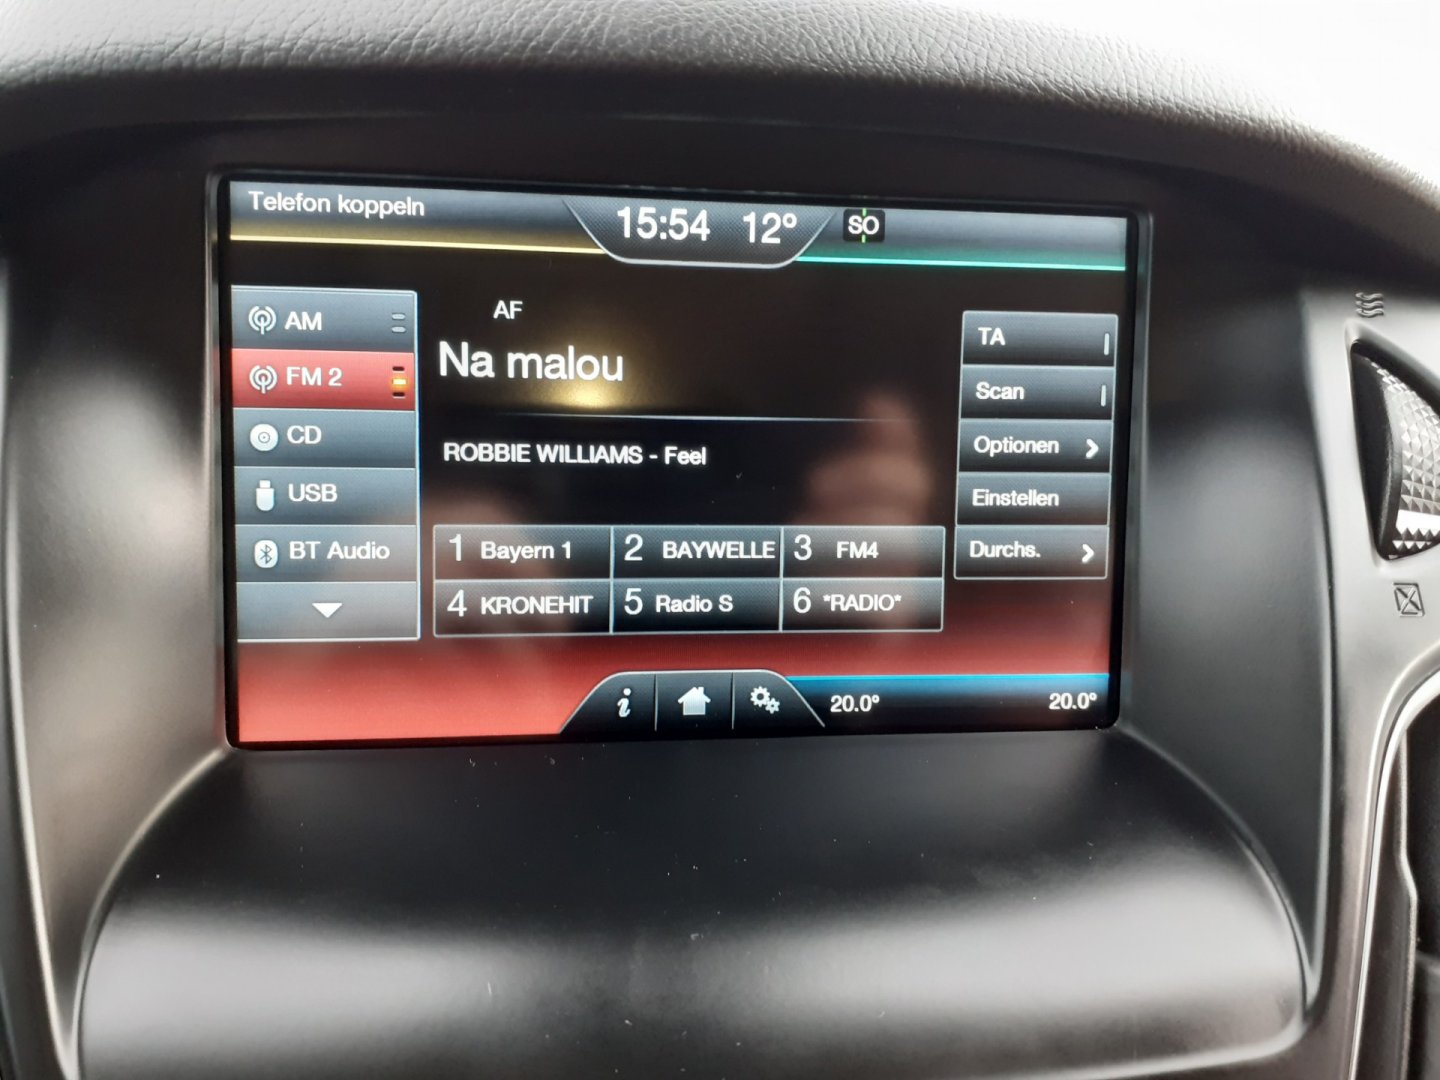 Telefon koppeln
15:54 12° SO
AM
FM 2
CD
USB
BT Audio
AF
Na malou
ROBBIE WILLIAMS - Feel
1 Bayern 1
2 BAYWELLE
3 FM4
4 KRONEHIT
5 Radio S
6 *RADIO*
TA
Scan
Optionen
Einstellen
Durchs.
i
20.0°
20.0°